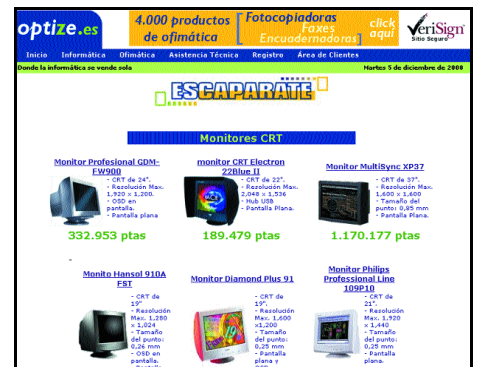 optize.es
4.000 productos
de ofimática
Fotocopiadoras
Faxes
Encuadernadoras
click
aquí
VeriSign
Sitio Seguro
Inicio Informática Ofimática Asistencia Técnica Registro Área de Clientes
Donde la informática se vende sola
Martes 5 de diciembre de 2000
ESCAPARATE
Monitores CRT
Monitor Profesional GDM-
FW900
- CRT de 24".
- Rezolución Max.
1,920 x 1,200.
- OSD en
pantalla.
- Pantalla plana
332.953 ptas
monitor CRT Electron
22Blue II
- CRT de 22".
- Rezolución Max.
2,048 x 1,536
- Hub USB
- Pantalla Plana.
189.479 ptas
Monitor MultiSync XP37
- CRT de 37".
- Rezolución Max.
1,600 x 1,600
- Tamaño del
punto: 0,85 mm
- Pantalla Plana.
1.170.177 ptas
Monito Hansol 910A
FST
- CRT de
19"
- Resolución
Max. 1,280
x 1,024
- Tamaño
del punto:
0,26 mm
- OSD en
pantalla.
- Pantalla
Monitor Diamond Plus 91
- CRT de
19".
- Resolución
Max. 1,600
x1,200
- Tamaño
del punto:
0,25 mm
- Pantalla
plana y
OSD
Monitor Philips
Professional Line
109P10
- CRT de
21".
- Resolución
Max. 1,920
x 1,440
- Tamaño
del punto:
0,25 mm
- Pantalla
plana.